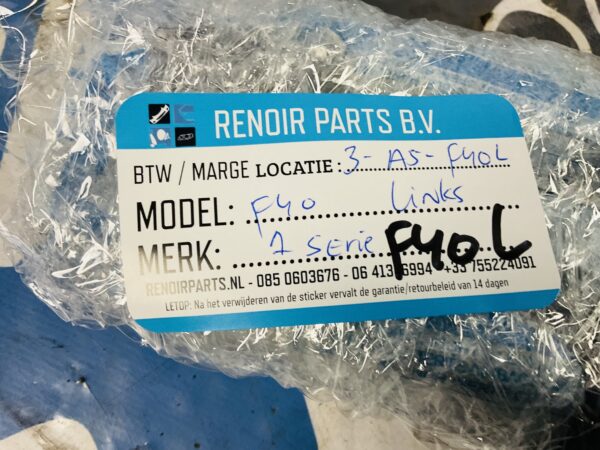 RENOIR PARTS B.V.
BTW / MARGE LOCATIE: 3-A5-F40L
MODEL: F40 Links
MERK: 1 Serie F40L
RENOIRPARTS.NL - 085 0603676 - 06 41 6994 +33 755224091
LETOP: Na het verwijderen van de sticker vervalt de garantie/retourbeleid van 14 dagen